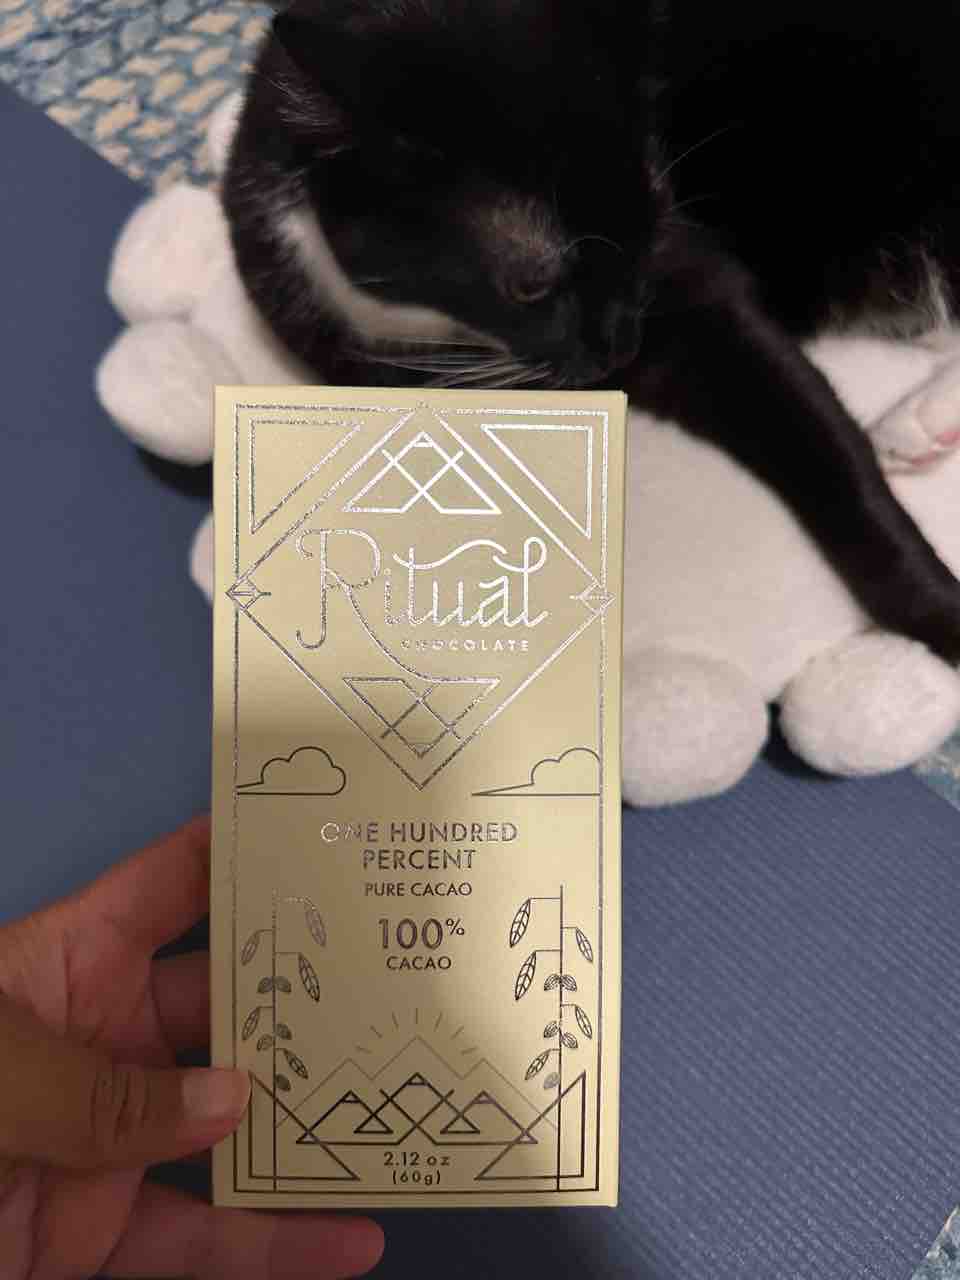 Ritual
CHOCOLATE
ONE HUNDRED
PERCENT
PURE CACAO
100%
CACAO
2.12 oz
(60g)